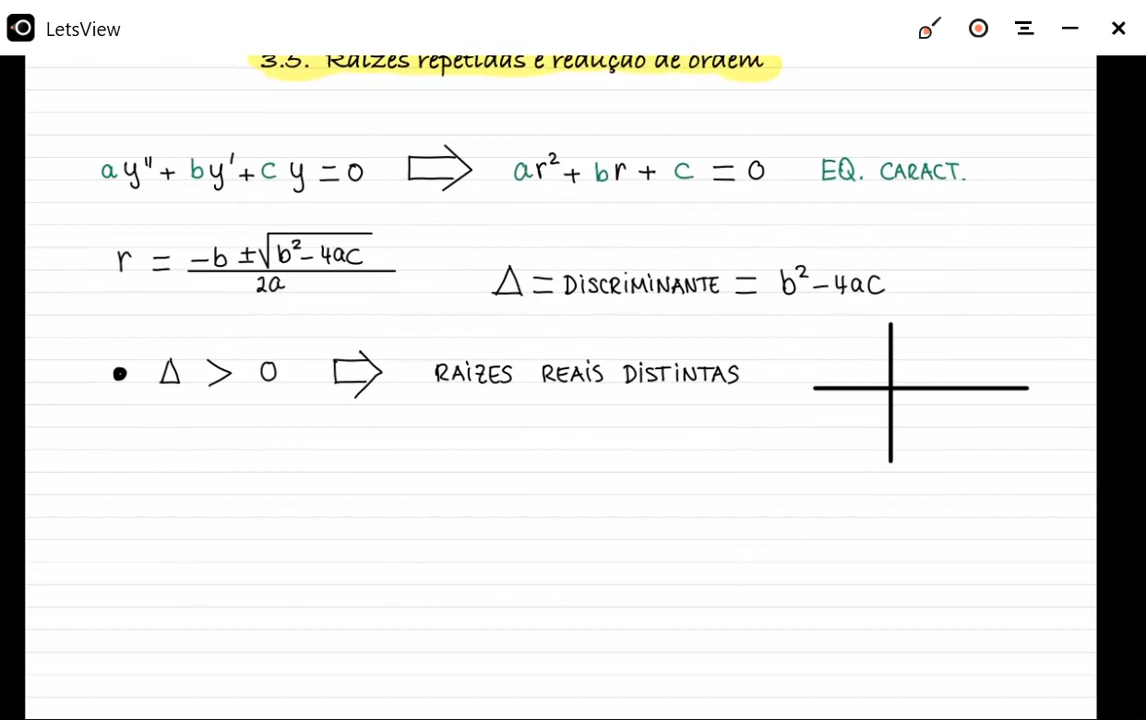 LetsView
3.5. Raízes repetidas e redução de ordem
ay" + by' + cy = 0 ⇨ ar² + br + c = 0 EQ. CARACT.
r = (-b ± √(b² - 4ac)) / 2a
Δ = DISCRIMINANTE = b² - 4ac
• Δ > 0 ⇨ RAIZES REAIS DISTINTAS